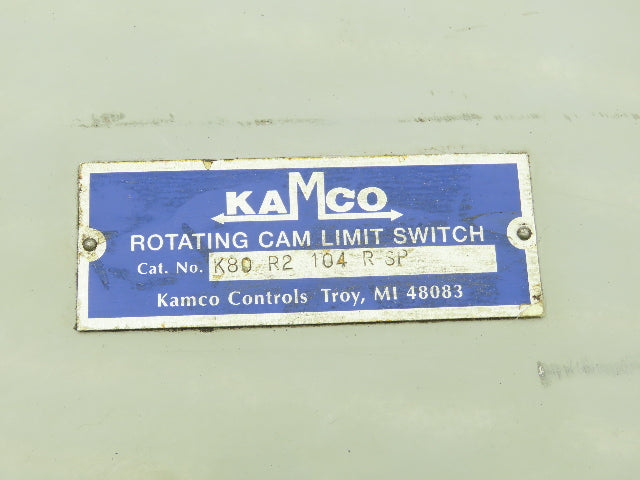 KAMCO
ROTATING CAM LIMIT SWITCH
Cat. No. K80 R2 104 R SP
Kamco Controls Troy, MI 48083